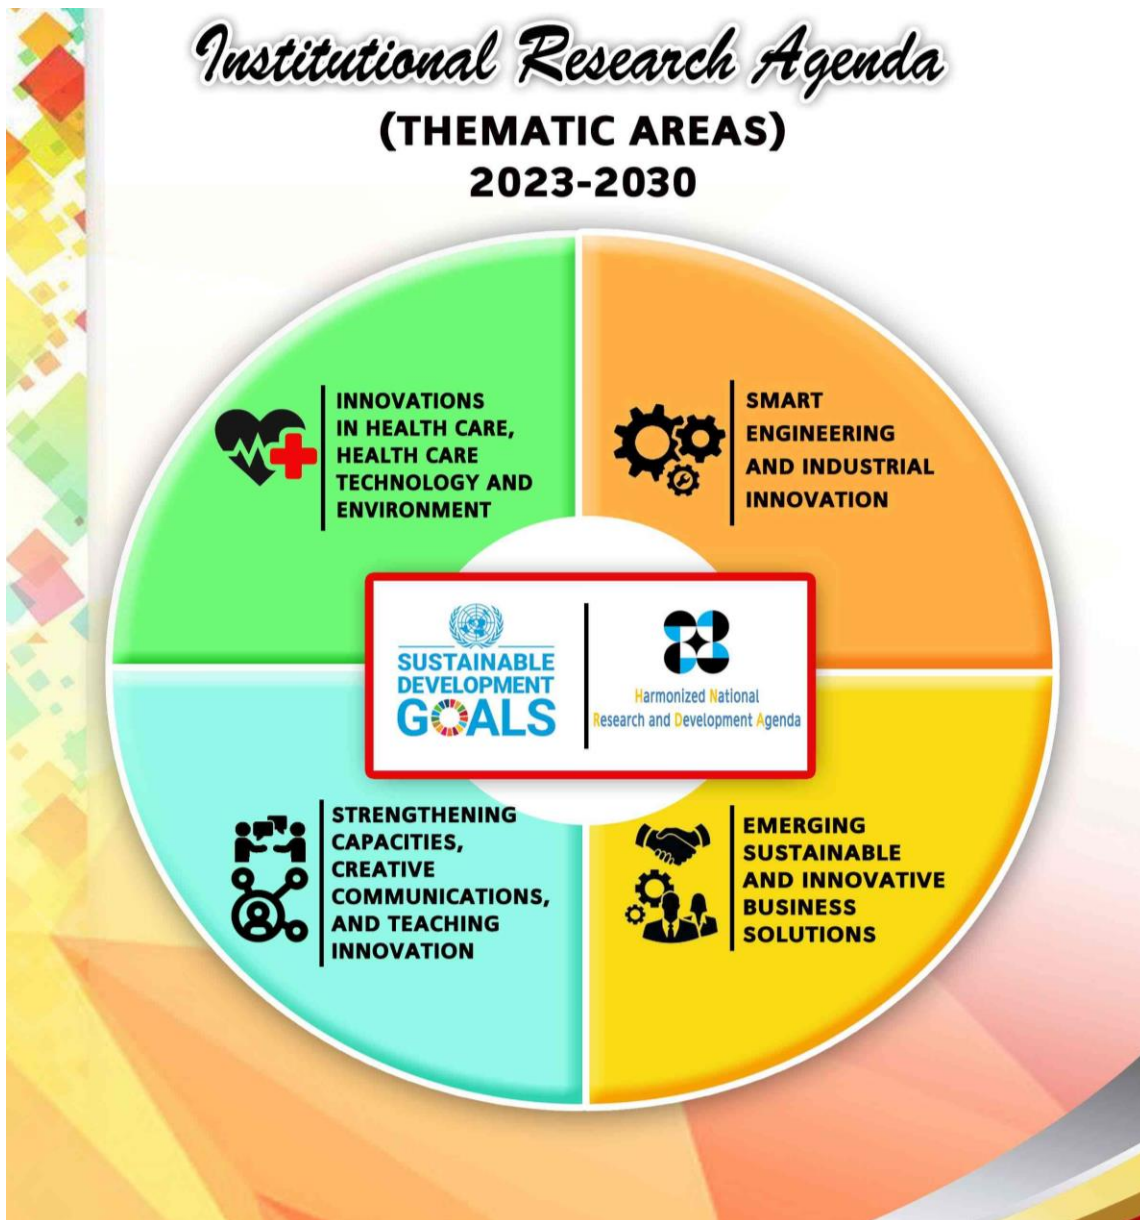 Institutional Research Agenda
(THEMATIC AREAS)
2023-2030
INNOVATIONS
IN HEALTH CARE,
HEALTH CARE
TECHNOLOGY AND
ENVIRONMENT
SMART
ENGINEERING
AND INDUSTRIAL
INNOVATION
SUSTAINABLE
DEVELOPMENT
GOALS
Harmonized National
Research and Development Agenda
STRENGTHENING
CAPACITIES,
CREATIVE
COMMUNICATIONS,
AND TEACHING
INNOVATION
EMERGING
SUSTAINABLE
AND INNOVATIVE
BUSINESS
SOLUTIONS